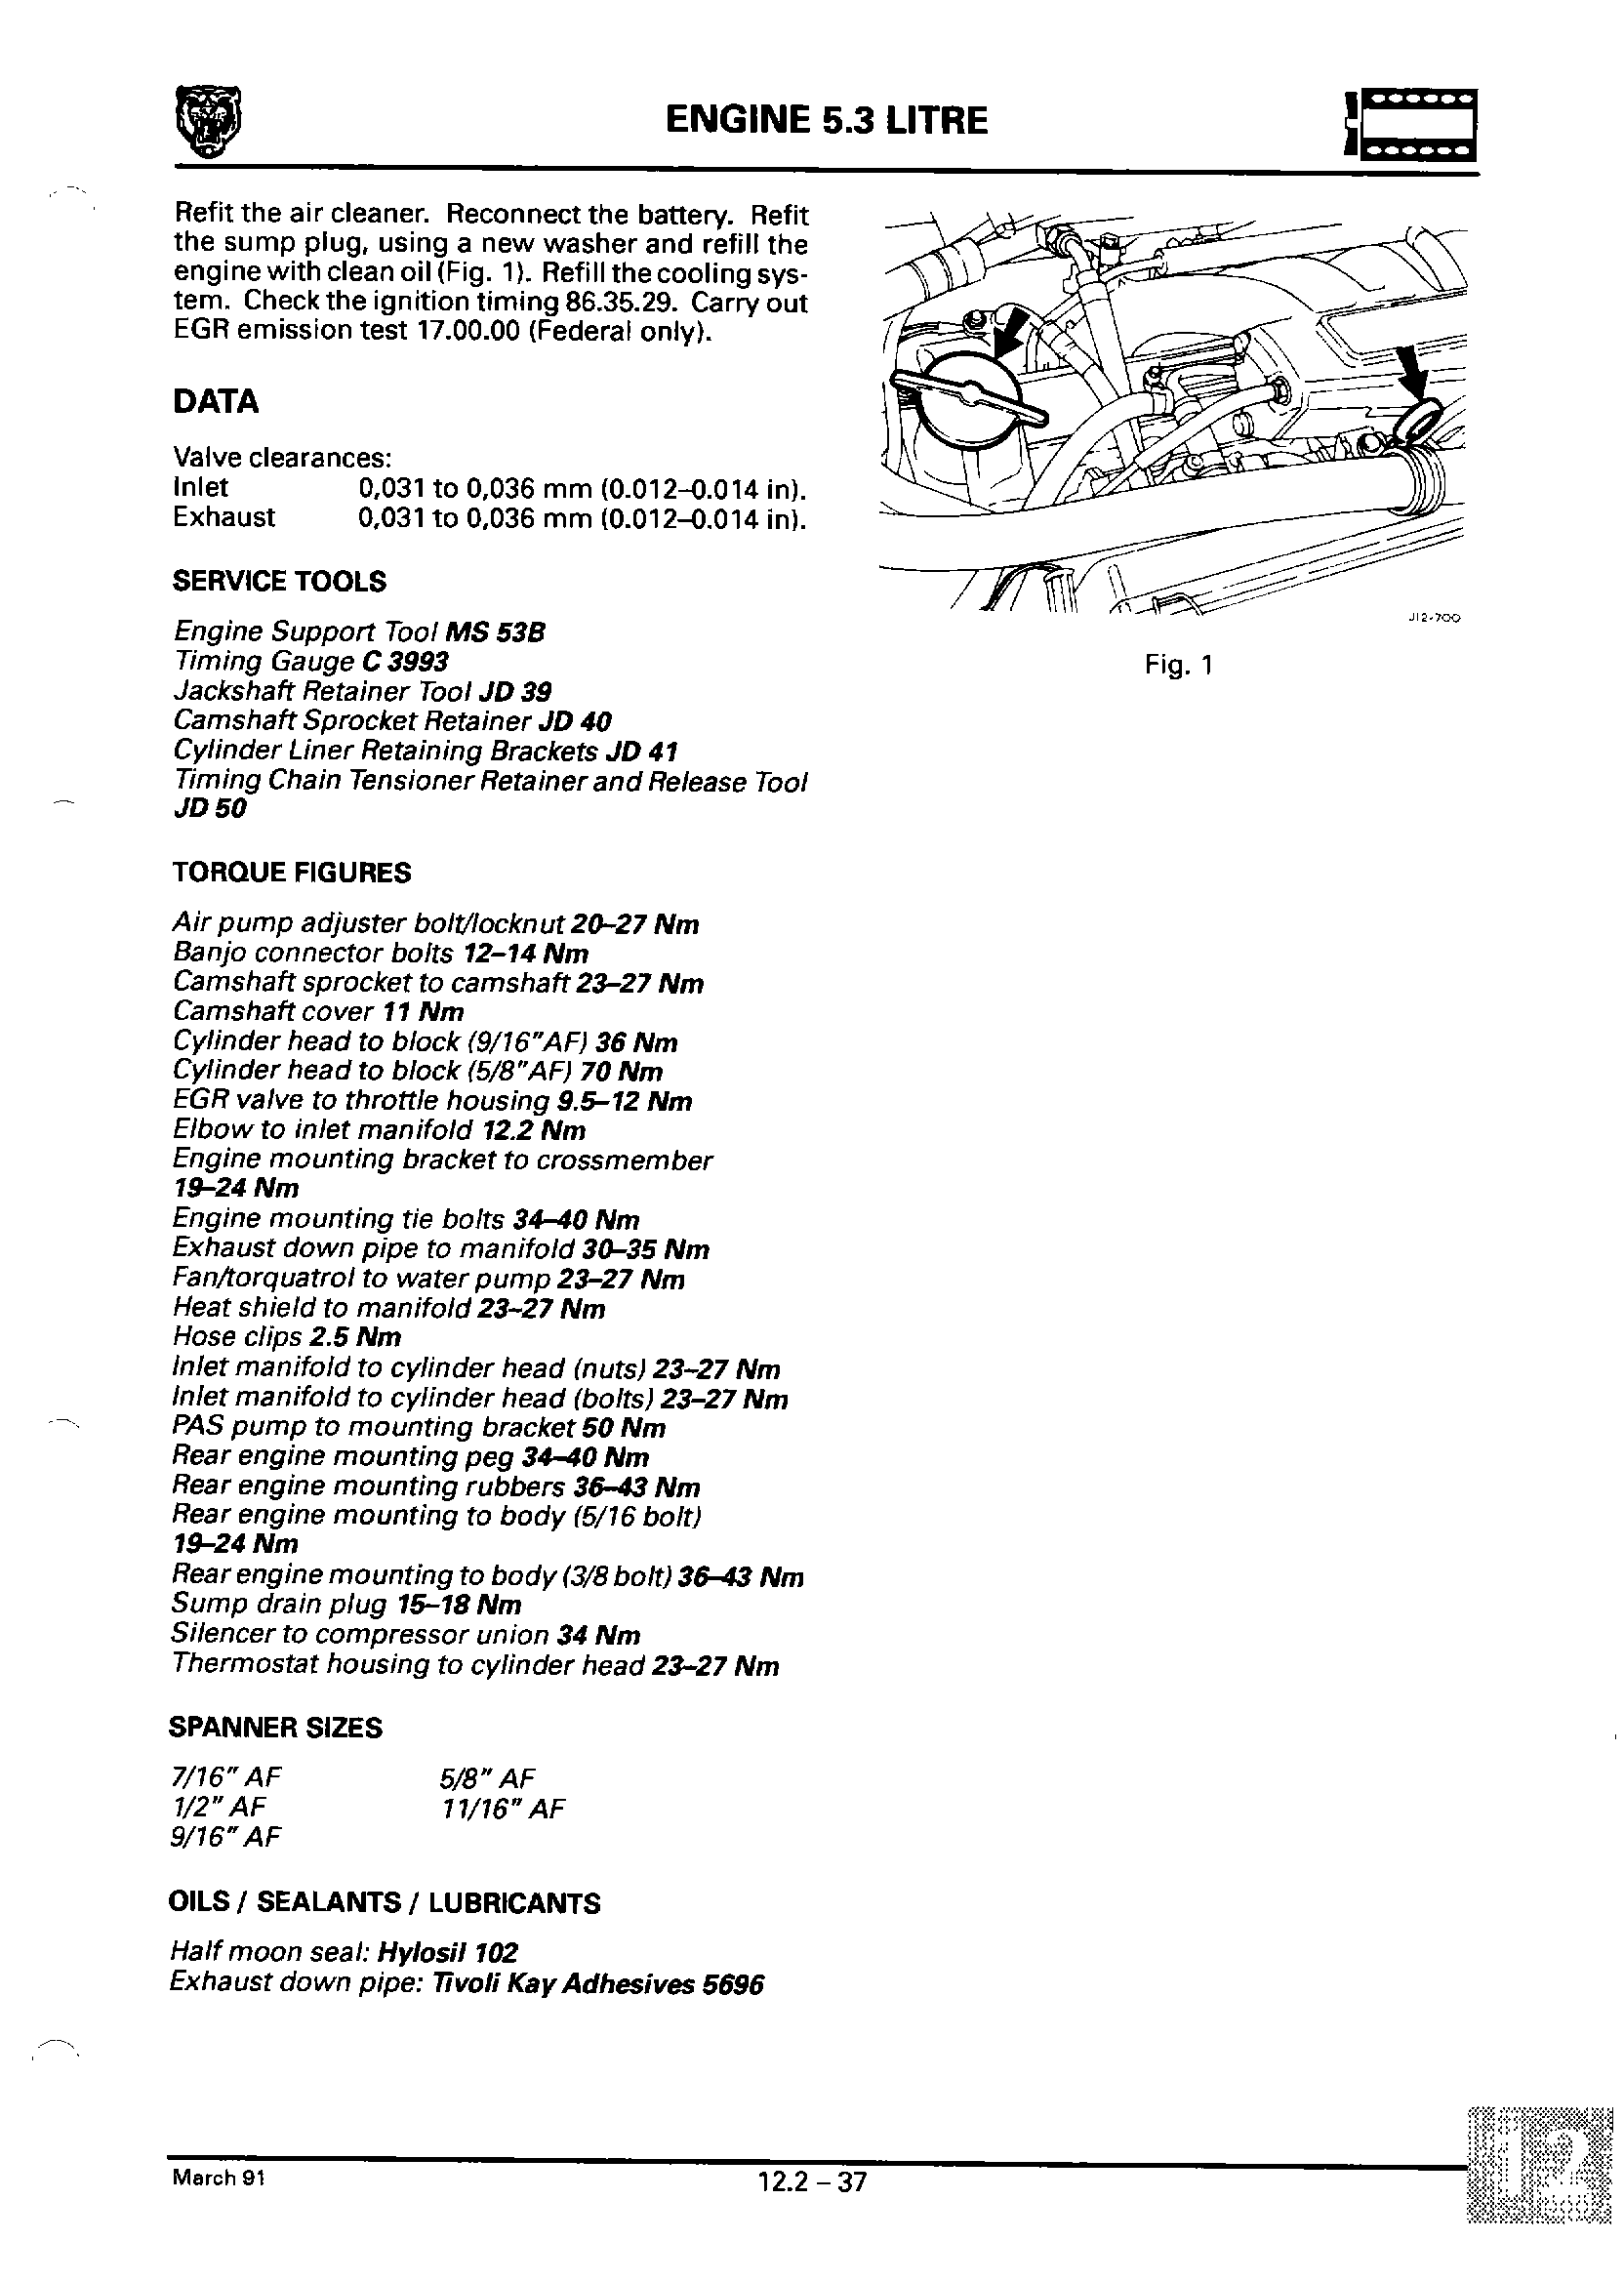 ENGINE 5.3 LITRE
Refit the air cleaner. Reconnect the battery. Refit
the sump plug, using a new washer and refill the
engine with clean oil (Fig. 1). Refill the cooling sys-
tem. Check the ignition timing 86.35.29. Carry out
EGR emission test 17.00.00 (Federal only).
DATA
Valve clearances:
Inlet 0,031 to 0,036 mm (0.012–0.014 in).
Exhaust 0,031 to 0,036 mm (0.012–0.014 in).
SERVICE TOOLS
Engine Support Tool MS 53B
Timing Gauge C 3993
Jackshaft Retainer Tool JD 39
Camshaft Sprocket Retainer JD 40
Cylinder Liner Retaining Brackets JD 41
Timing Chain Tensioner Retainer and Release Tool
JD 50
TORQUE FIGURES
Air pump adjuster bolt/locknut 20–27 Nm
Banjo connector bolts 12–14 Nm
Camshaft sprocket to camshaft 23–27 Nm
Camshaft cover 11 Nm
Cylinder head to block (9/16"AF) 36 Nm
Cylinder head to block (5/8"AF) 70 Nm
EGR valve to throttle housing 9.5–12 Nm
Elbow to inlet manifold 12.2 Nm
Engine mounting bracket to crossmember
19–24 Nm
Engine mounting tie bolts 34–40 Nm
Exhaust down pipe to manifold 30–35 Nm
Fan/torquatrol to water pump 23–27 Nm
Heat shield to manifold 23–27 Nm
Hose clips 2.5 Nm
Inlet manifold to cylinder head (nuts) 23–27 Nm
Inlet manifold to cylinder head (bolts) 23–27 Nm
PAS pump to mounting bracket 50 Nm
Rear engine mounting peg 34–40 Nm
Rear engine mounting rubbers 36–43 Nm
Rear engine mounting to body (5/16 bolt)
19–24 Nm
Rear engine mounting to body (3/8 bolt) 36–43 Nm
Sump drain plug 15–18 Nm
Silencer to compressor union 34 Nm
Thermostat housing to cylinder head 23–27 Nm
SPANNER SIZES
7/16" AF 5/8" AF
1/2" AF 11/16" AF
9/16" AF
OILS / SEALANTS / LUBRICANTS
Half moon seal: Hylosil 102
Exhaust down pipe: Tivoli Kay Adhesives 5696
J12-700
Fig. 1
March 91
12.2 – 37
12